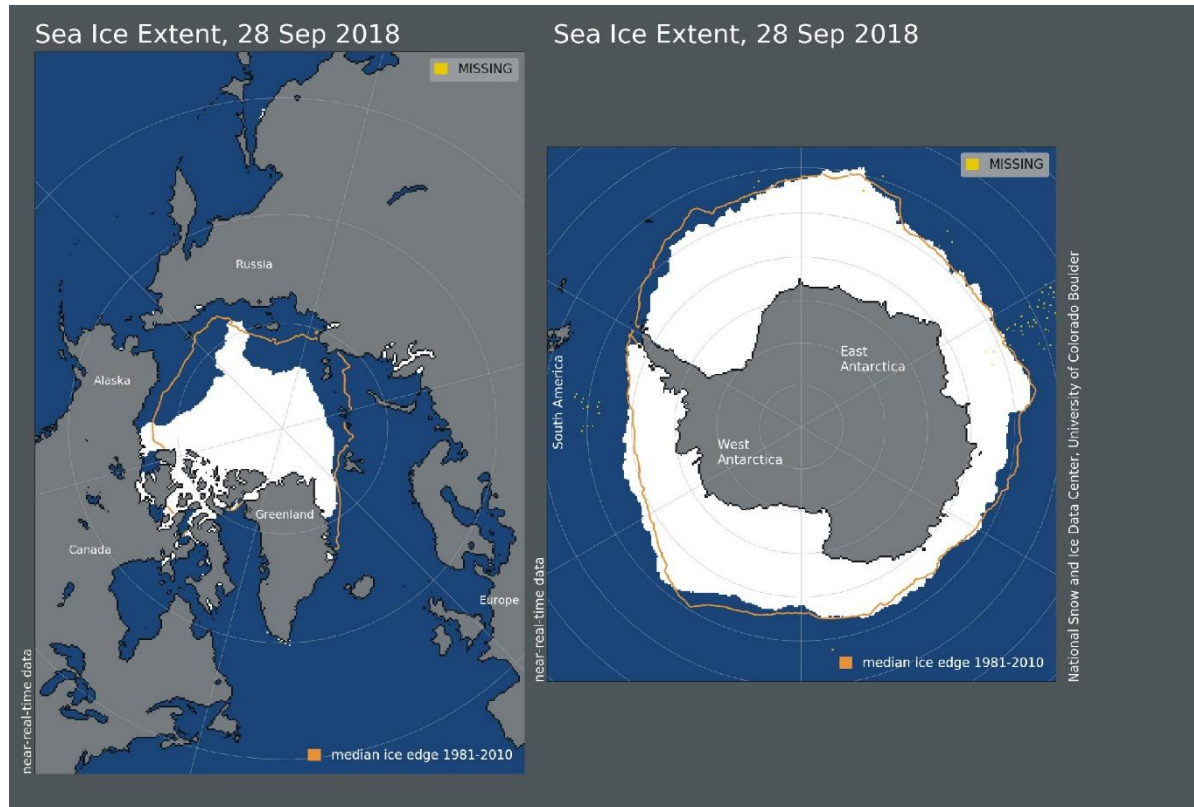 Sea Ice Extent, 28 Sep 2018
MISSING
Russia
Alaska
Greenland
Canada
Europe
near-real-time data
median ice edge 1981-2010
Sea Ice Extent, 28 Sep 2018
MISSING
East
Antarctica
West
Antarctica
South America
near-real-time data
median ice edge 1981-2010
National Snow and Ice Data Center, University of Colorado Boulder